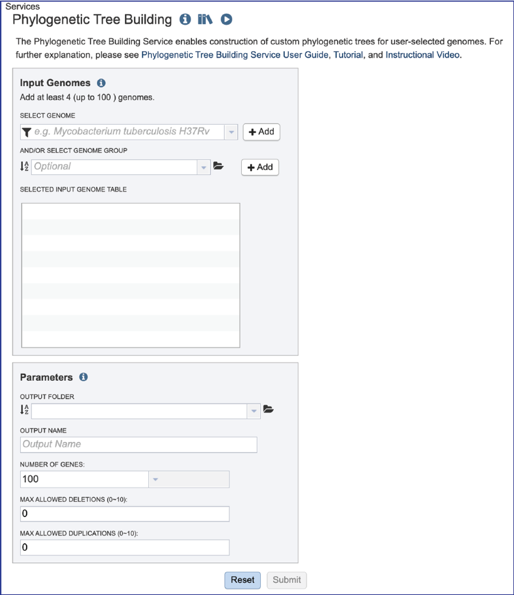 Services
Phylogenetic Tree Building
The Phylogenetic Tree Building Service enables construction of custom phylogenetic trees for user-selected genomes. For
further explanation, please see Phylogenetic Tree Building Service User Guide, Tutorial, and Instructional Video.
Input Genomes
Add at least 4 (up to 100 ) genomes.
SELECT GENOME
e.g. Mycobacterium tuberculosis H37Rv
+ Add
AND/OR SELECT GENOME GROUP
Optional
+ Add
SELECTED INPUT GENOME TABLE
Parameters
OUTPUT FOLDER
OUTPUT NAME
Output Name
NUMBER OF GENES:
100
MAX ALLOWED DELETIONS (0~10):
0
MAX ALLOWED DUPLICATIONS (0~10):
0
Reset
Submit